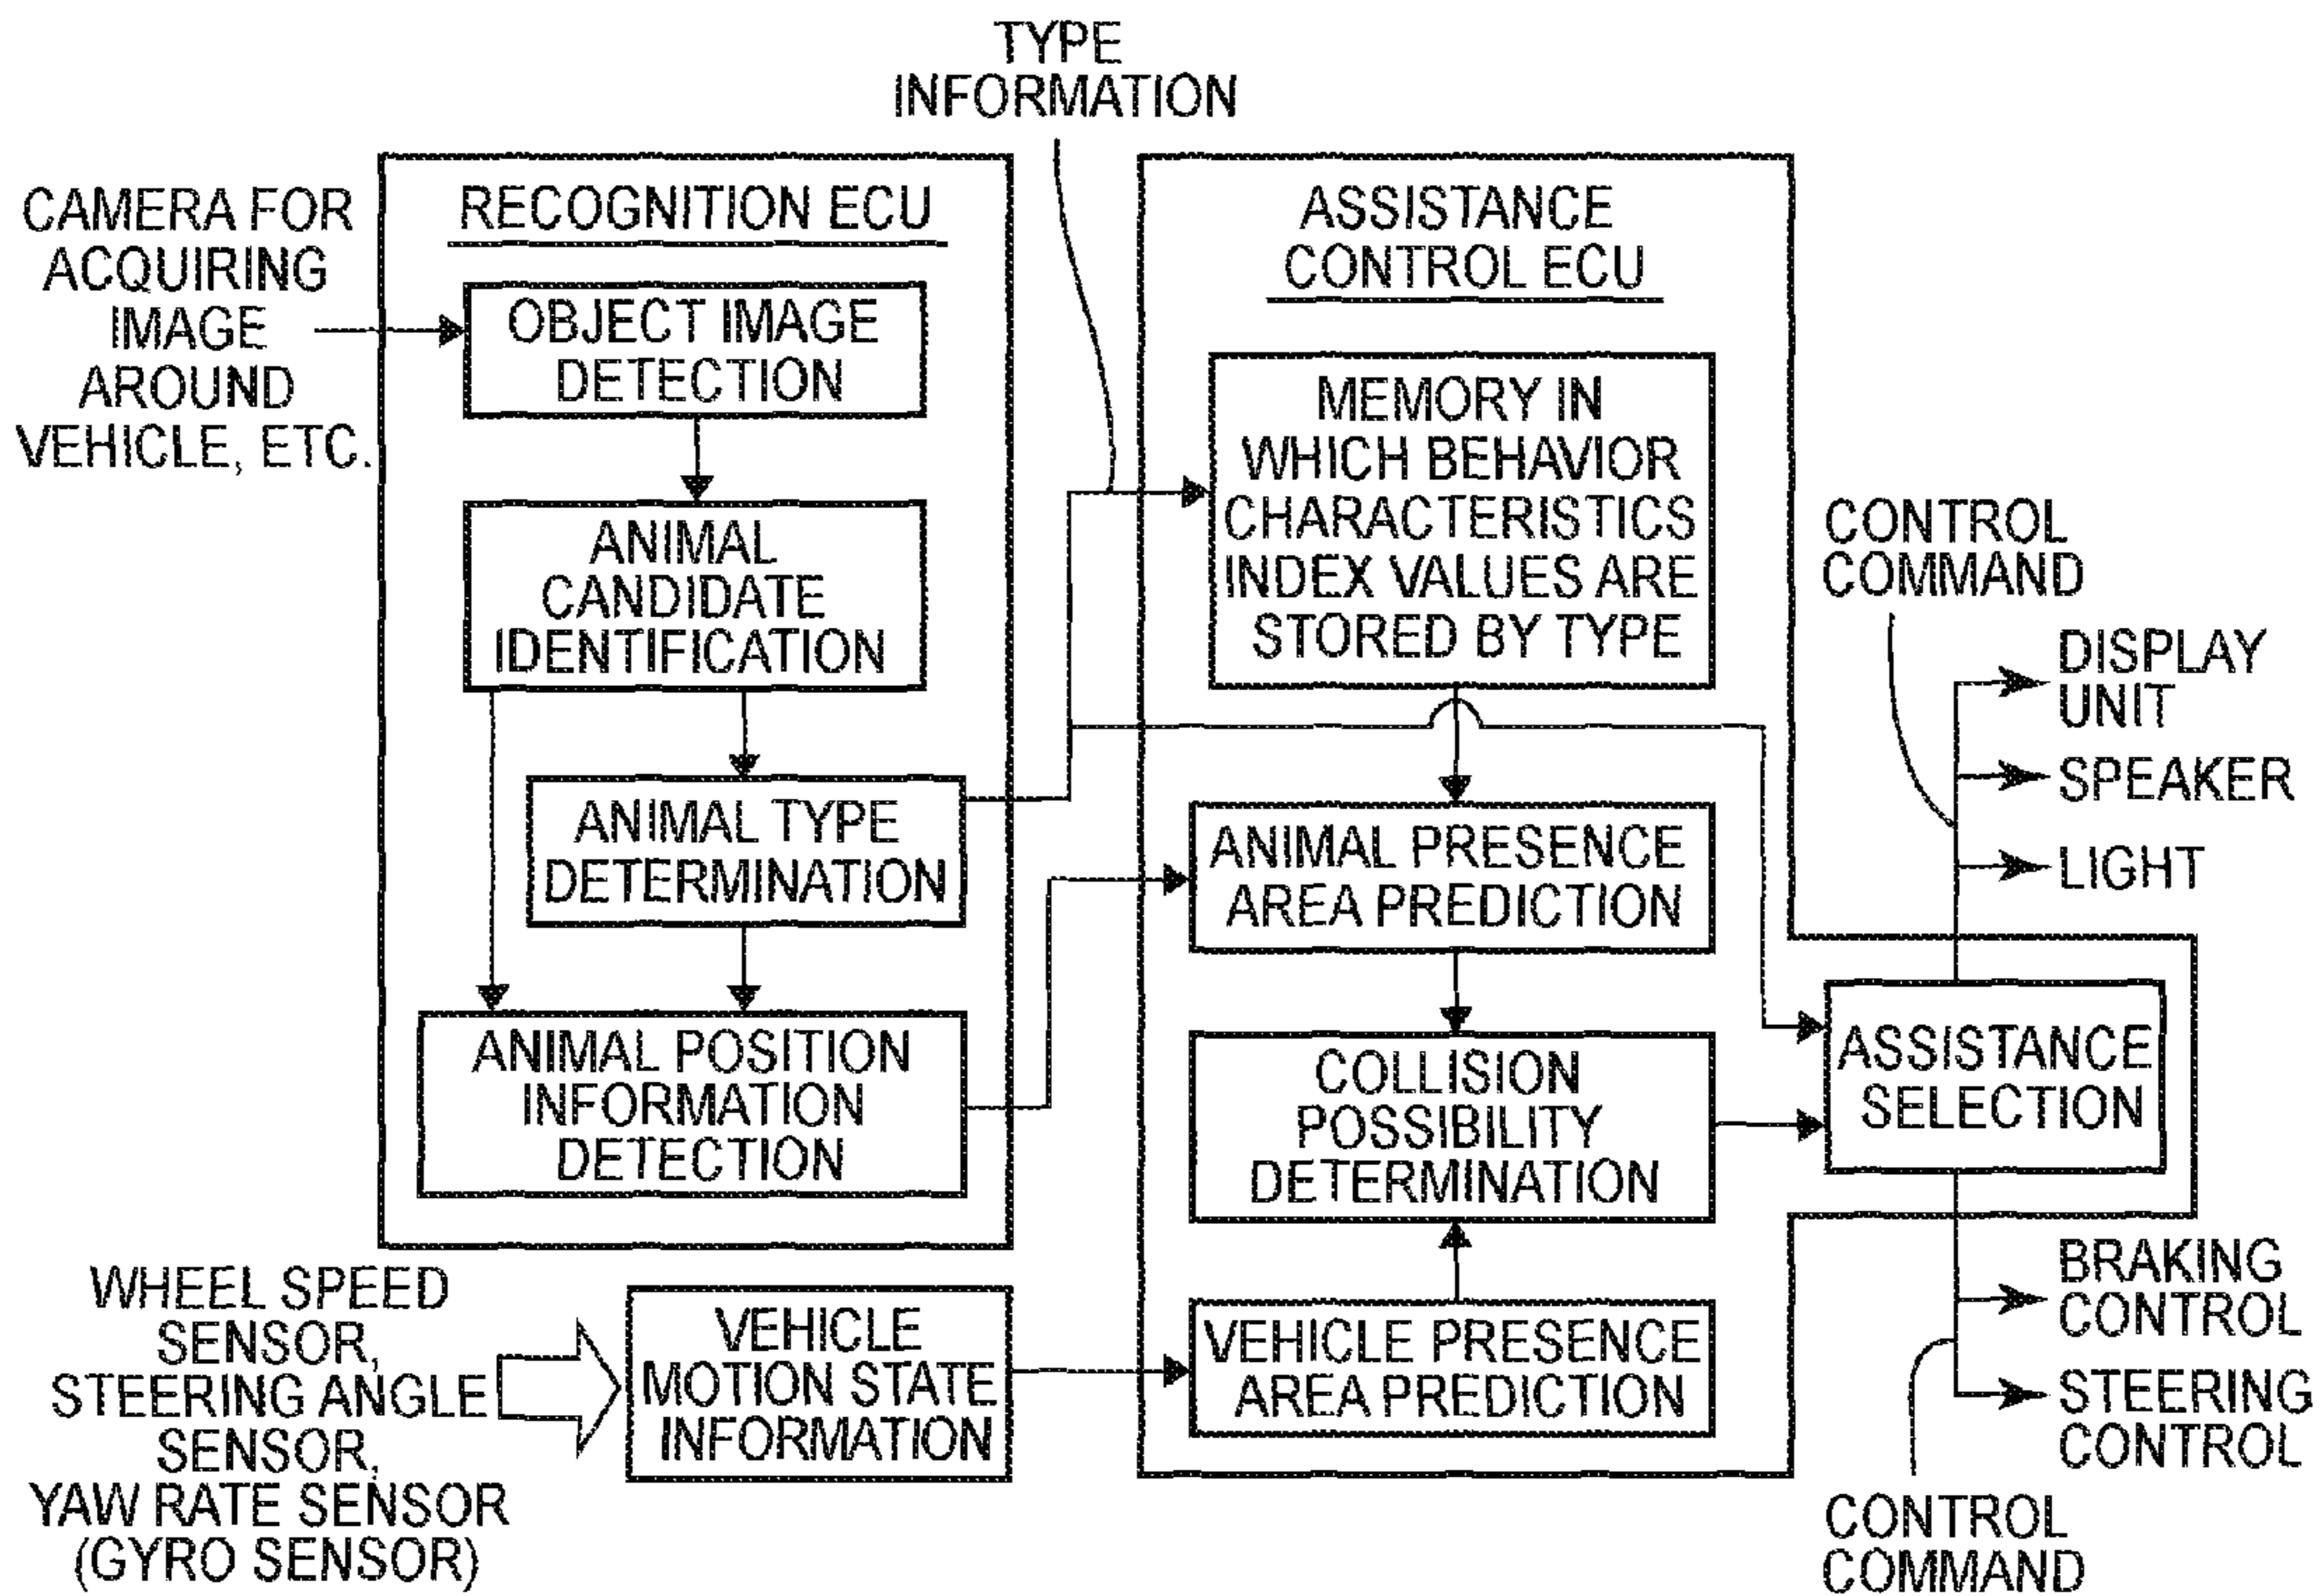 TYPE
INFORMATION
CAMERA FOR
ACQUIRING
IMAGE
AROUND
VEHICLE, ETC.
RECOGNITION ECU
OBJECT IMAGE
DETECTION
ANIMAL
CANDIDATE
IDENTIFICATION
ANIMAL TYPE
DETERMINATION
ANIMAL POSITION
INFORMATION
DETECTION
WHEEL SPEED
SENSOR,
STEERING ANGLE
SENSOR,
YAW RATE SENSOR
(GYRO SENSOR)
VEHICLE
MOTION STATE
INFORMATION
ASSISTANCE
CONTROL ECU
MEMORY IN
WHICH BEHAVIOR
CHARACTERISTICS
INDEX VALUES ARE
STORED BY TYPE
ANIMAL PRESENCE
AREA PREDICTION
COLLISION
POSSIBILITY
DETERMINATION
VEHICLE PRESENCE
AREA PREDICTION
ASSISTANCE
SELECTION
CONTROL
COMMAND
DISPLAY
UNIT
SPEAKER
LIGHT
BRAKING
CONTROL
STEERING
CONTROL
CONTROL
COMMAND